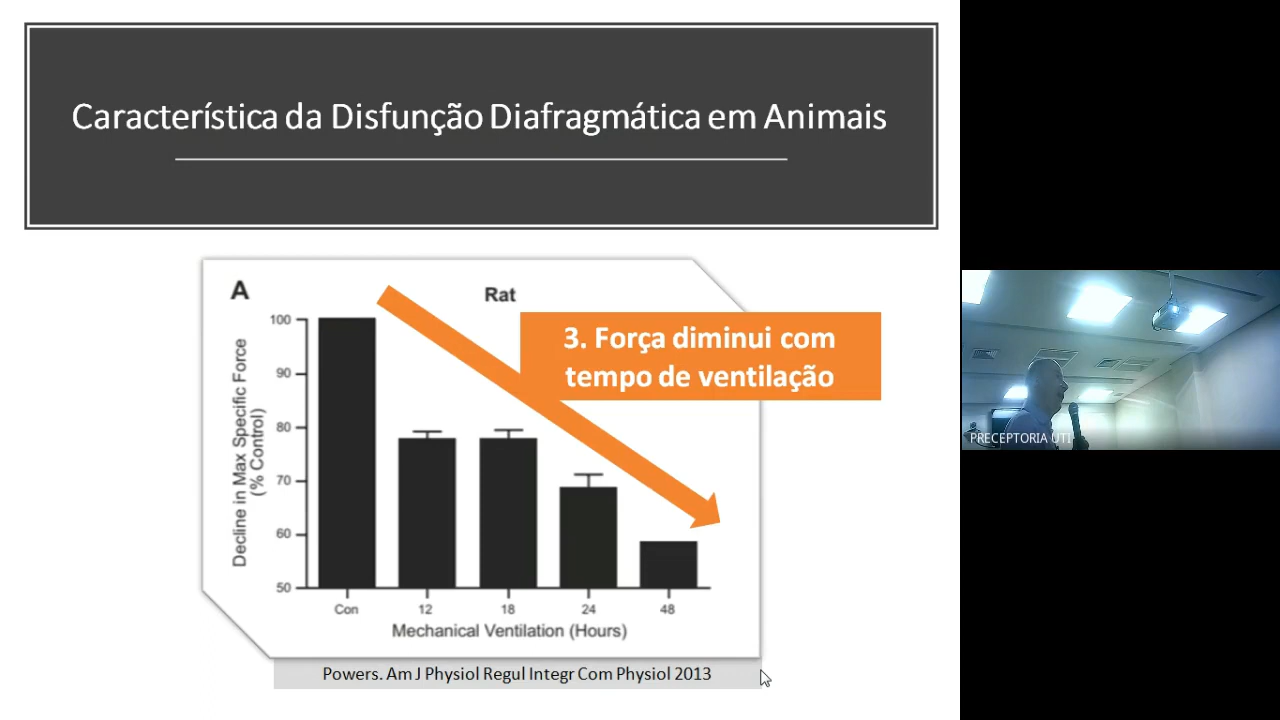 Característica da Disfunção Diafragmática em Animais
A
Rat
3. Força diminui com
tempo de ventilação
Decline in Max Specific Force
(% Control)
100
90
80
70
60
50
Con 12 18 24 48
Mechanical Ventilation (Hours)
Powers. Am J Physiol Regul Integr Com Physiol 2013
PRECEPTORIA UTI